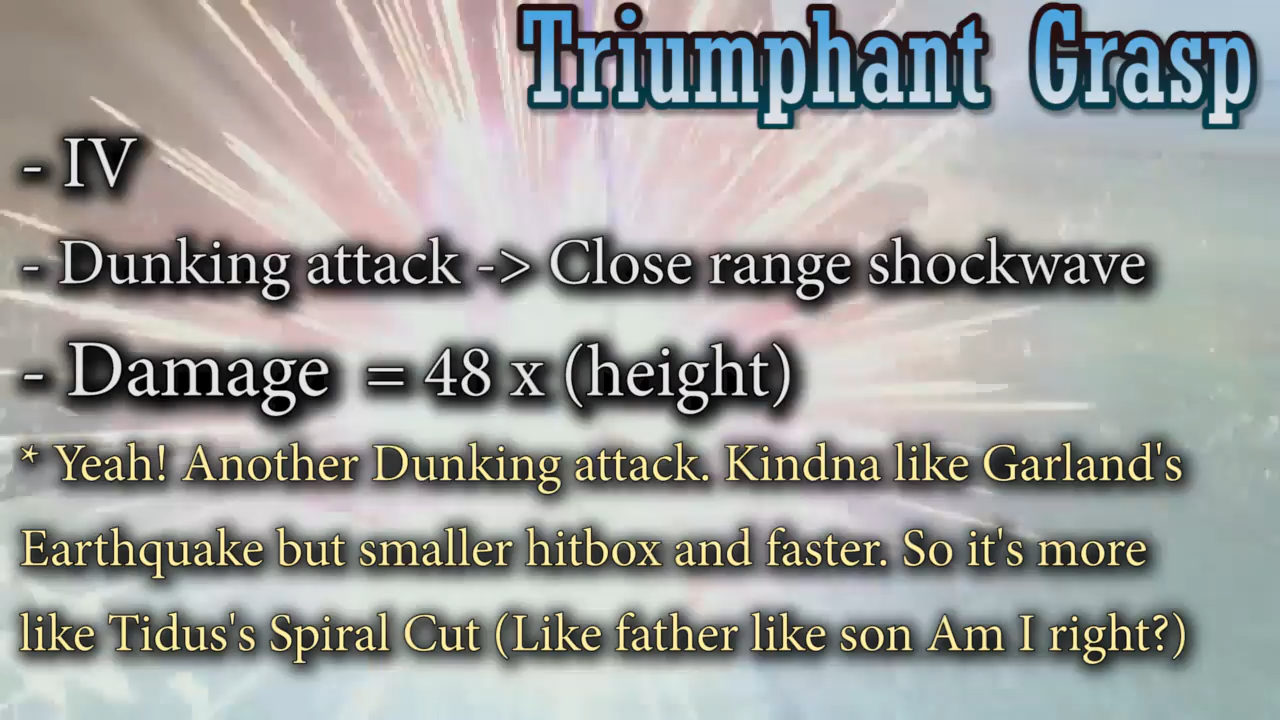 Triumphant Grasp
- IV
- Dunking attack -> Close range shockwave
- Damage = 48 x (height)
* Yeah! Another Dunking attack. Kindna like Garland's
Earthquake but smaller hitbox and faster. So it's more
like Tidus's Spiral Cut (Like father like son Am I right?)